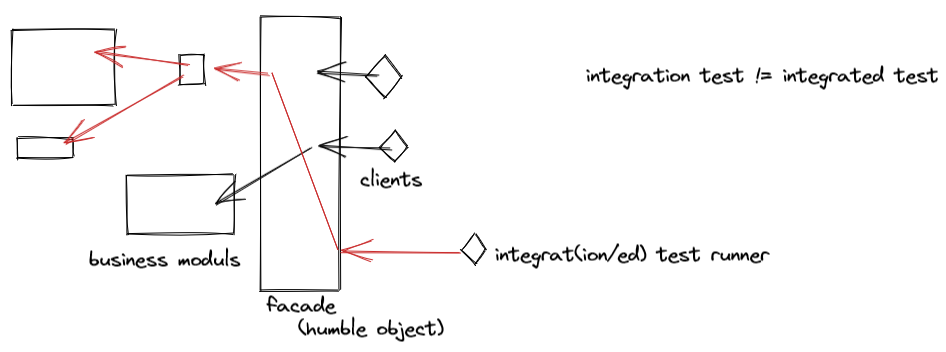 integration test != integrated test
clients
integrat(ion/ed) test runner
business moduls
facade
(humble object)